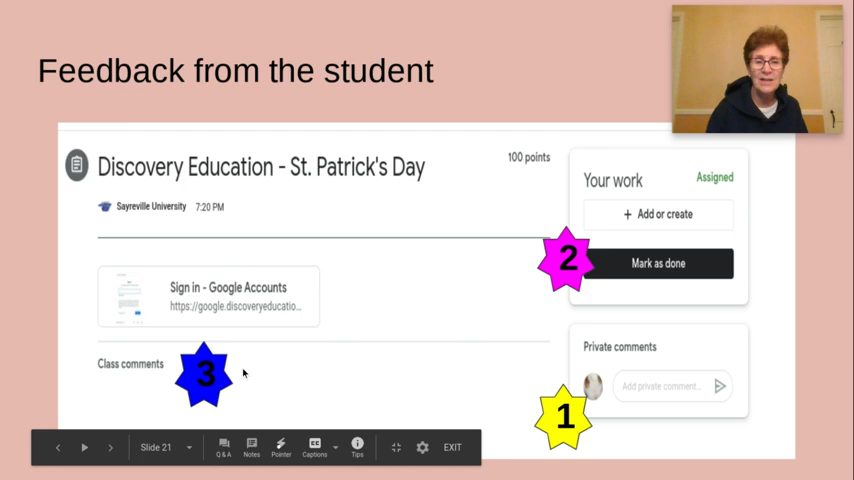 Feedback from the student
Discovery Education - St. Patrick's Day
100 points
Sayreville University 7:20 PM
Your work
Assigned
+ Add or create
2
Mark as done
Sign in - Google Accounts
https://google.discoveryeducatio...
Class comments
3
Private comments
Add private comment...
1
Slide 21
Q & A
Notes
Pointer
CC
Captions
Tips
EXIT